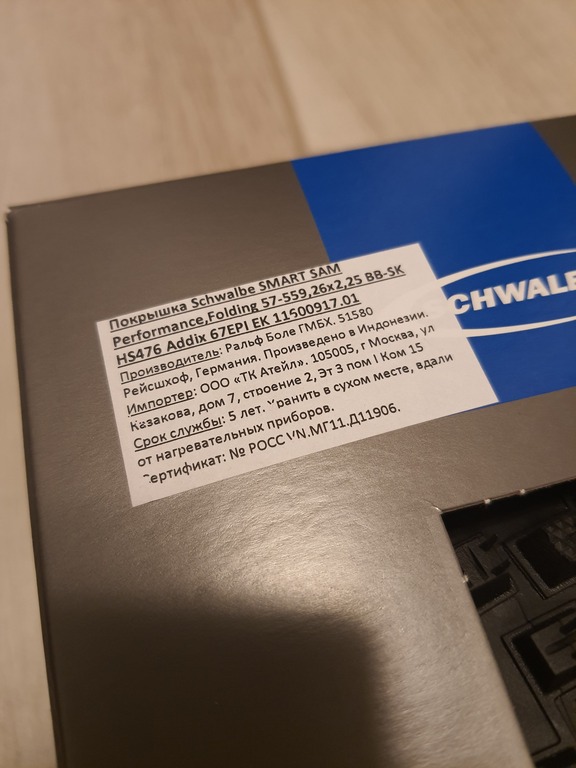 SCHWALBE
Покрышка Schwalbe SMART SAM
Performance,Folding 57-559,26x2,25 BB-SK
HS476 Addix 67EPI EK 11600917.01
Производитель: Ральф Боле ГМБХ. 51580
Рейсшхоф, Германия. Произведено в Индонезии.
Импортер: ООО «ТК Атейл». 105005, г Москва, ул
Казакова, дом 7, строение 2, Эт 3 пом I Ком 15
Срок службы: 5 лет. Хранить в сухом месте, вдали
от нагревательных приборов.
Сертификат: № РОСС VN.МГ11.Д11906.